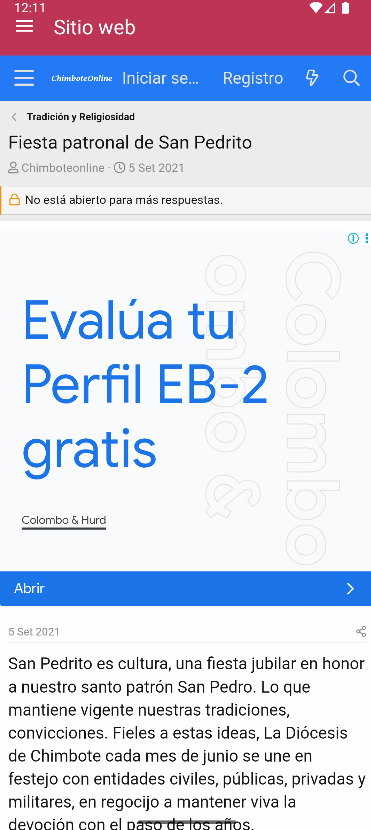 12:11
Sitio web
ChimboteOnline Iniciar se... Registro
Tradición y Religiosidad
Fiesta patronal de San Pedrito
Chimboteonline · 5 Set 2021
No está abierto para más respuestas.
Evalúa tu
Perfil EB-2
gratis
Colombo & Hurd
Colombo &
Abrir
5 Set 2021
San Pedrito es cultura, una fiesta jubilar en honor
a nuestro santo patrón San Pedro. Lo que
mantiene vigente nuestras tradiciones,
convicciones. Fieles a estas ideas, La Diócesis
de Chimbote cada mes de junio se une en
festejo con entidades civiles, públicas, privadas y
militares, en regocijo a mantener viva la
devoción con el paso de los años.